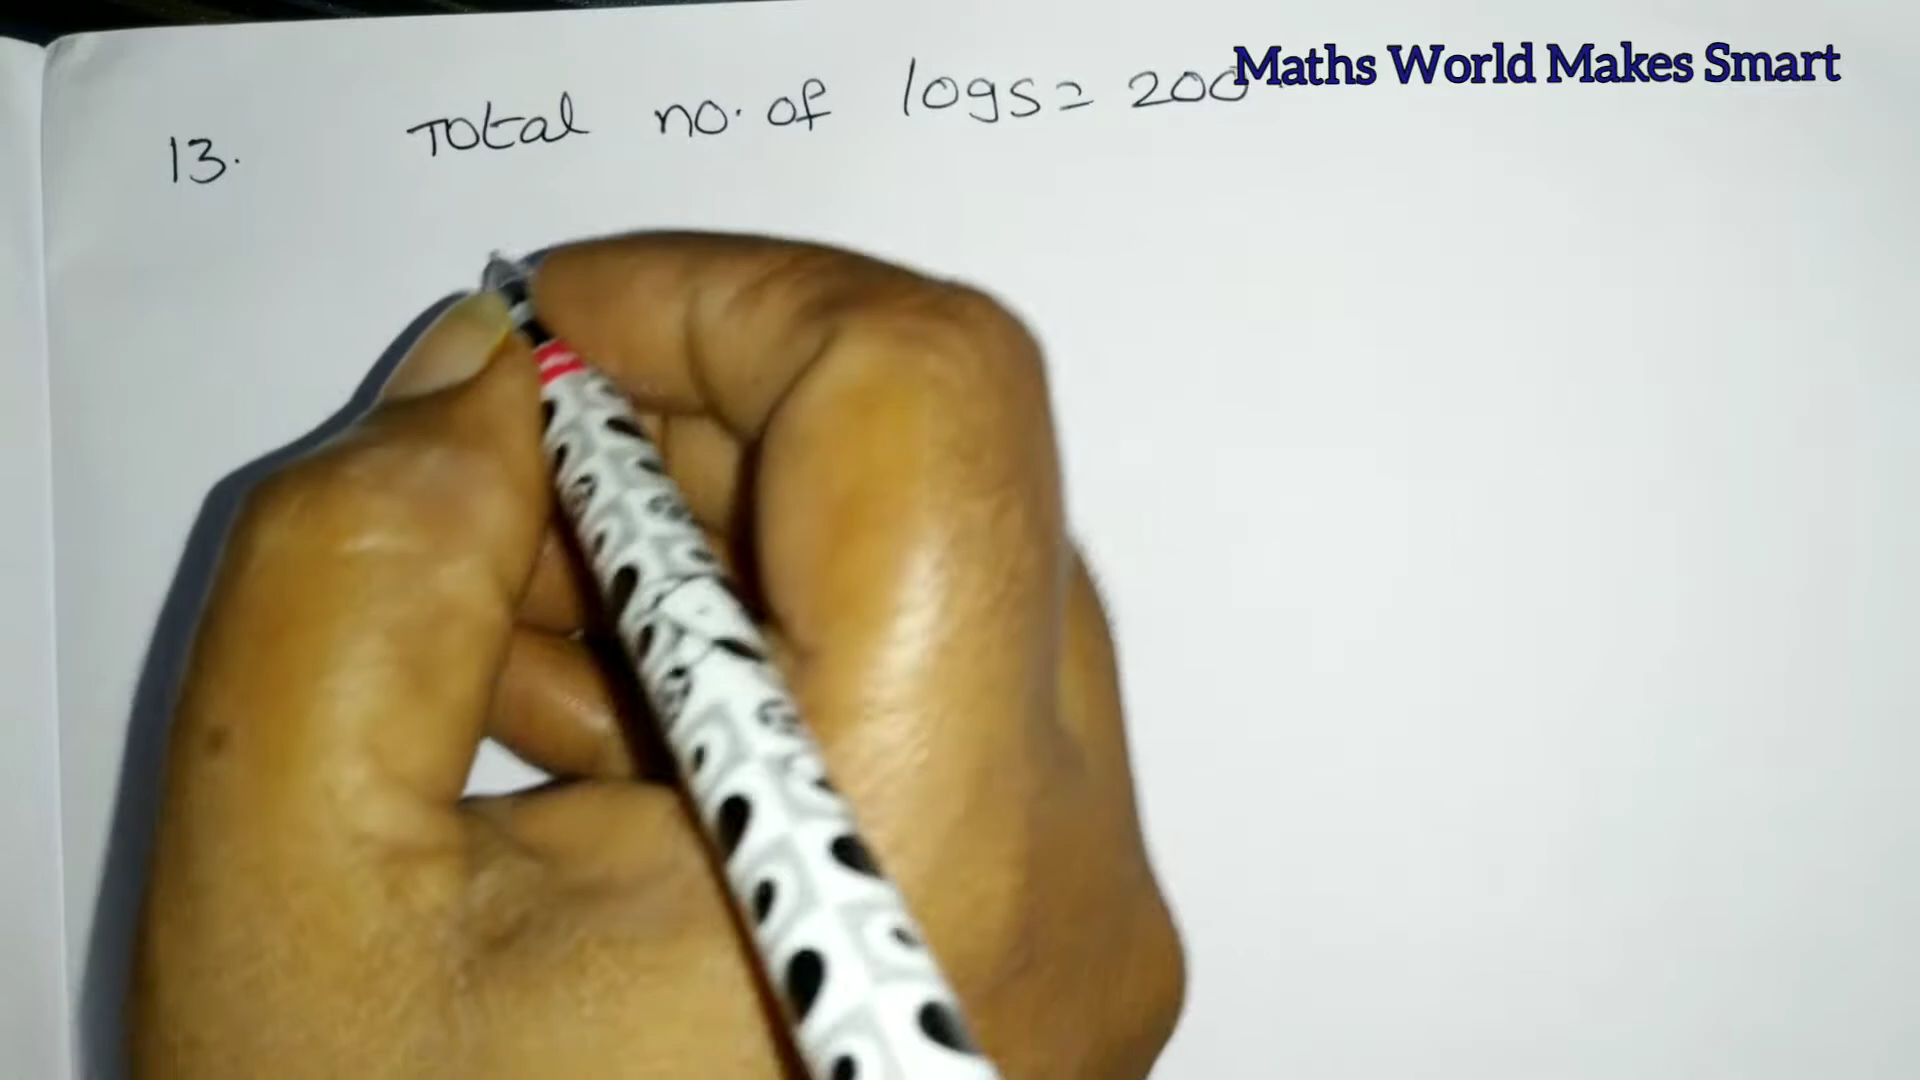 Maths World Makes Smart
13. Total no. of logs = 200